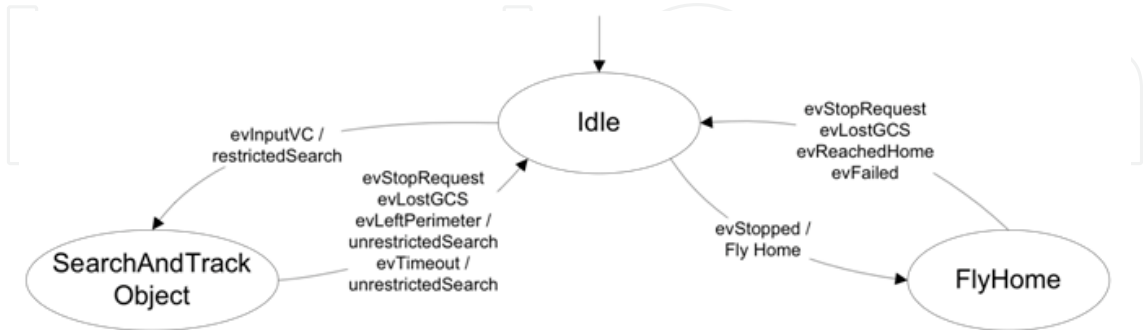 Idle
evInputVC /
restrictedSearch
evStopRequest
evLostGCS
evLeftPerimeter /
unrestrictedSearch
evTimeout /
unrestrictedSearch
evStopRequest
evLostGCS
evReachedHome
evFailed
evStopped /
Fly Home
SearchAndTrack
Object
FlyHome